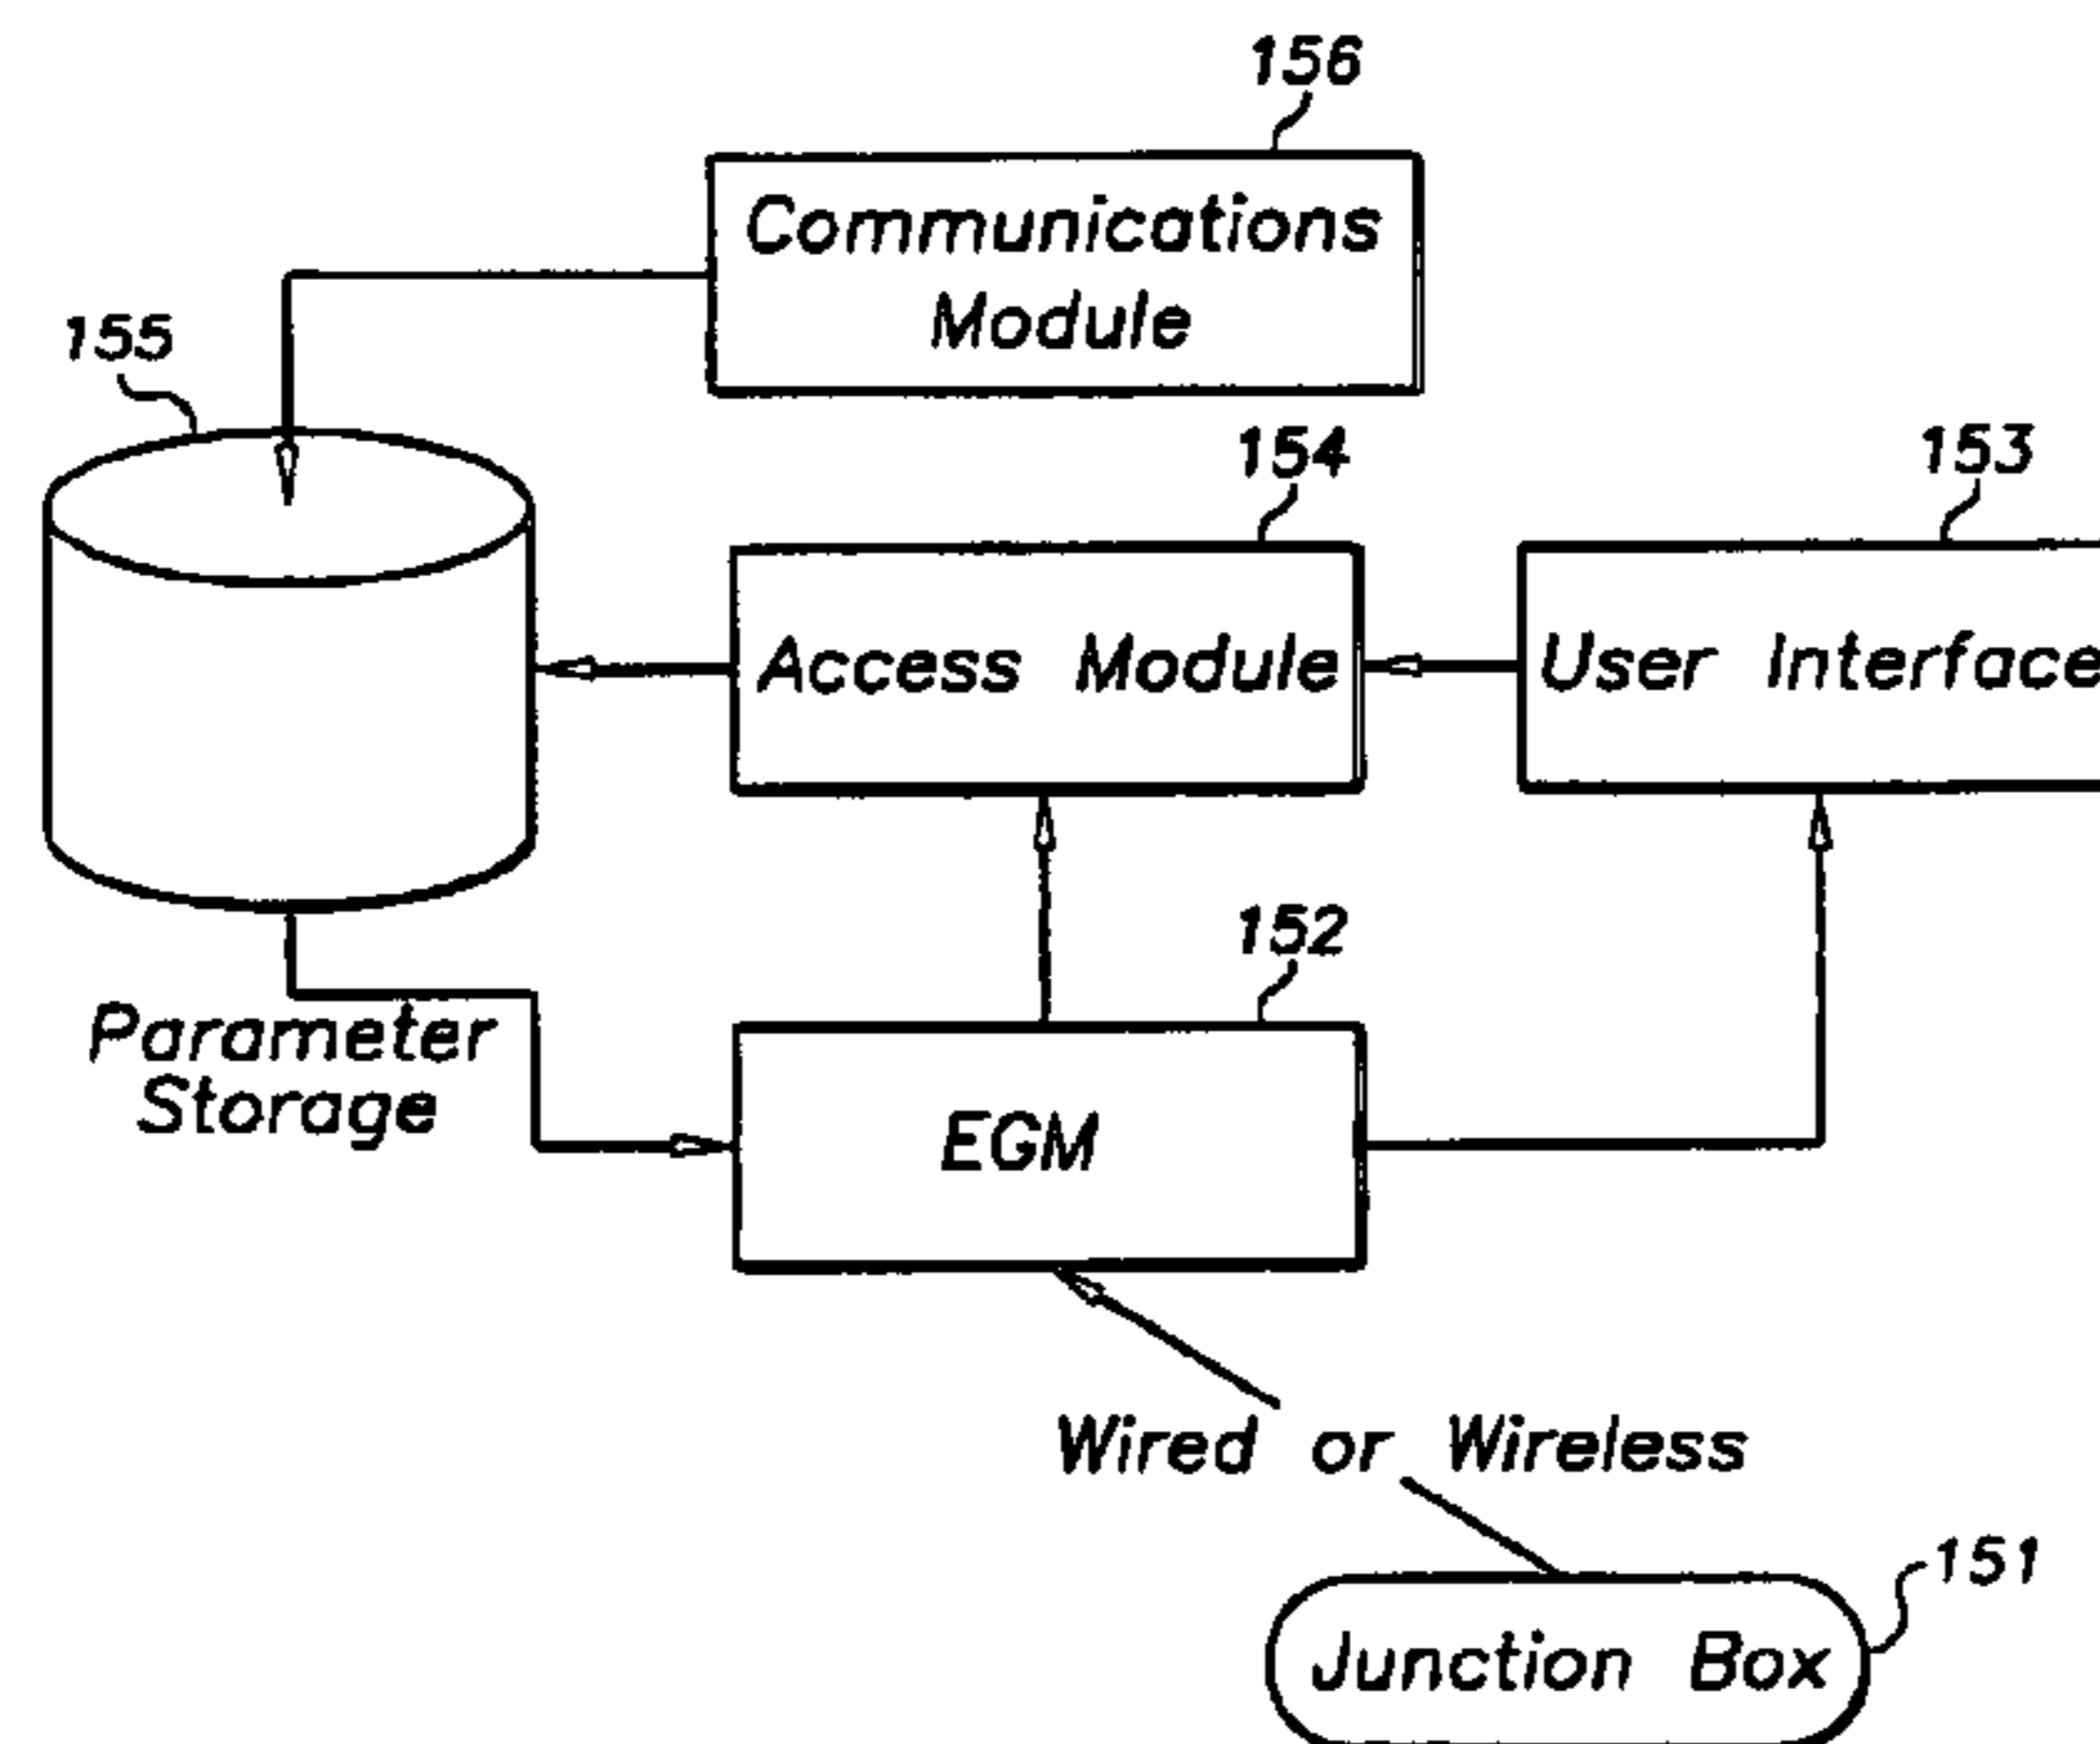 156
Communications
Module
155
154
153
Access Module
User Interface
152
Parameter
Storage
EGM
Wired or Wireless
151
Junction Box